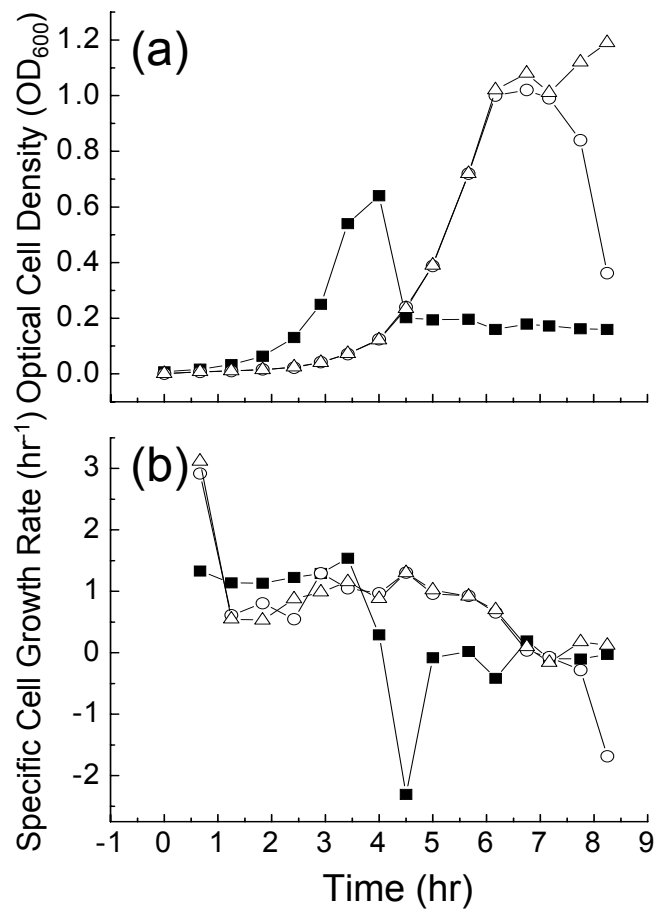 (a)
Optical Cell Density (OD600)
1.2
1.0
0.8
0.6
0.4
0.2
0.0
(b)
Specific Cell Growth Rate (hr-1)
3
2
1
0
-1
-2
-1 0 1 2 3 4 5 6 7 8 9
Time (hr)